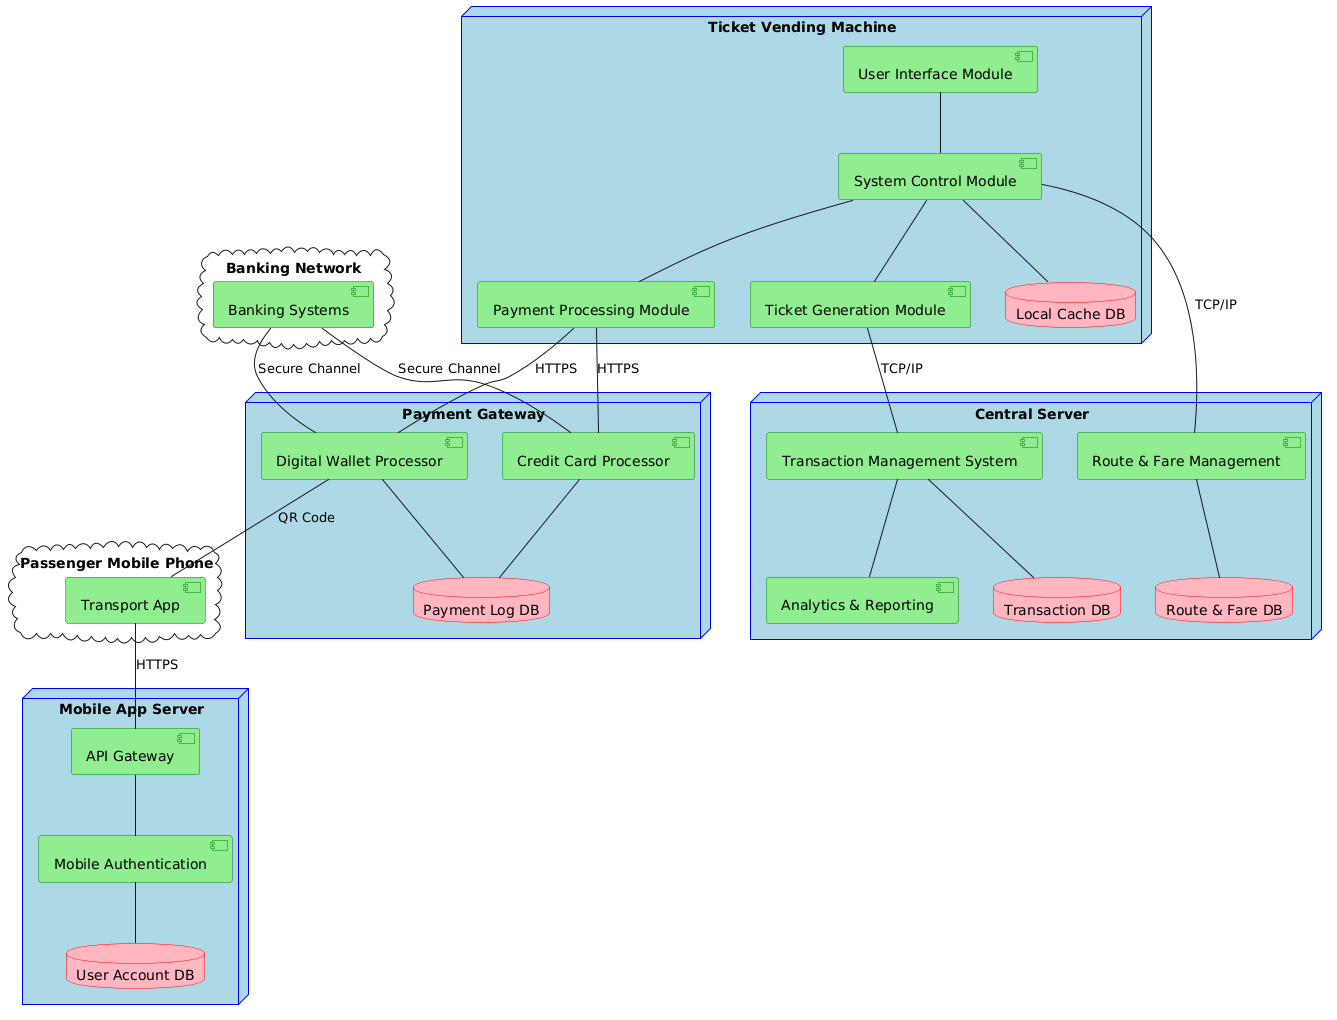 Ticket Vending Machine
User Interface Module
System Control Module
Banking Network
Banking Systems
Payment Processing Module
Ticket Generation Module
Local Cache DB
TCP/IP
Secure Channel
Secure Channel
HTTPS
HTTPS
TCP/IP
Payment Gateway
Central Server
Digital Wallet Processor
Credit Card Processor
Transaction Management System
Route & Fare Management
QR Code
Passenger Mobile Phone
Transport App
Payment Log DB
Analytics & Reporting
Transaction DB
Route & Fare DB
HTTPS
Mobile App Server
API Gateway
Mobile Authentication
User Account DB